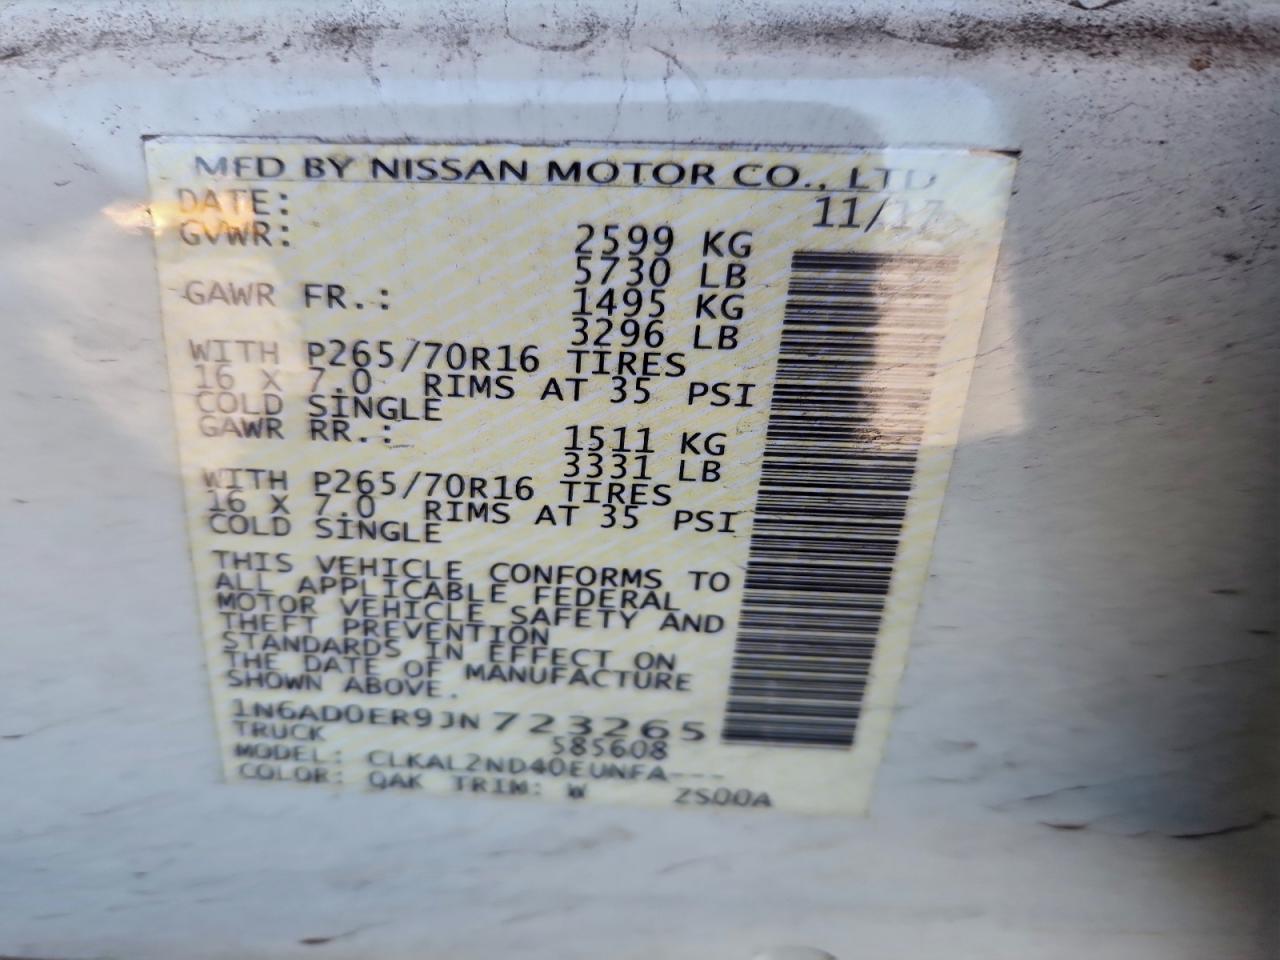 MFD BY NISSAN MOTOR CO., LTD
DATE: 11/17
GVWR: 2599 KG
5730 LB
GAWR FR.: 1495 KG
3296 LB
WITH P265/70R16 TIRES
16 X 7.0 RIMS AT 35 PSI
COLD SINGLE
GAWR RR.: 1511 KG
3331 LB
WITH P265/70R16 TIRES
16 X 7.0 RIMS AT 35 PSI
COLD SINGLE
THIS VEHICLE CONFORMS TO
ALL APPLICABLE FEDERAL
MOTOR VEHICLE SAFETY AND
THEFT PREVENTION
STANDARDS IN EFFECT ON
THE DATE OF MANUFACTURE
SHOWN ABOVE.
1N6AD0ER9JN723265
TRUCK 585608
MODEL: CLKAL2ND40EUNFA---
COLOR: QAK TRIM: W 2S00A